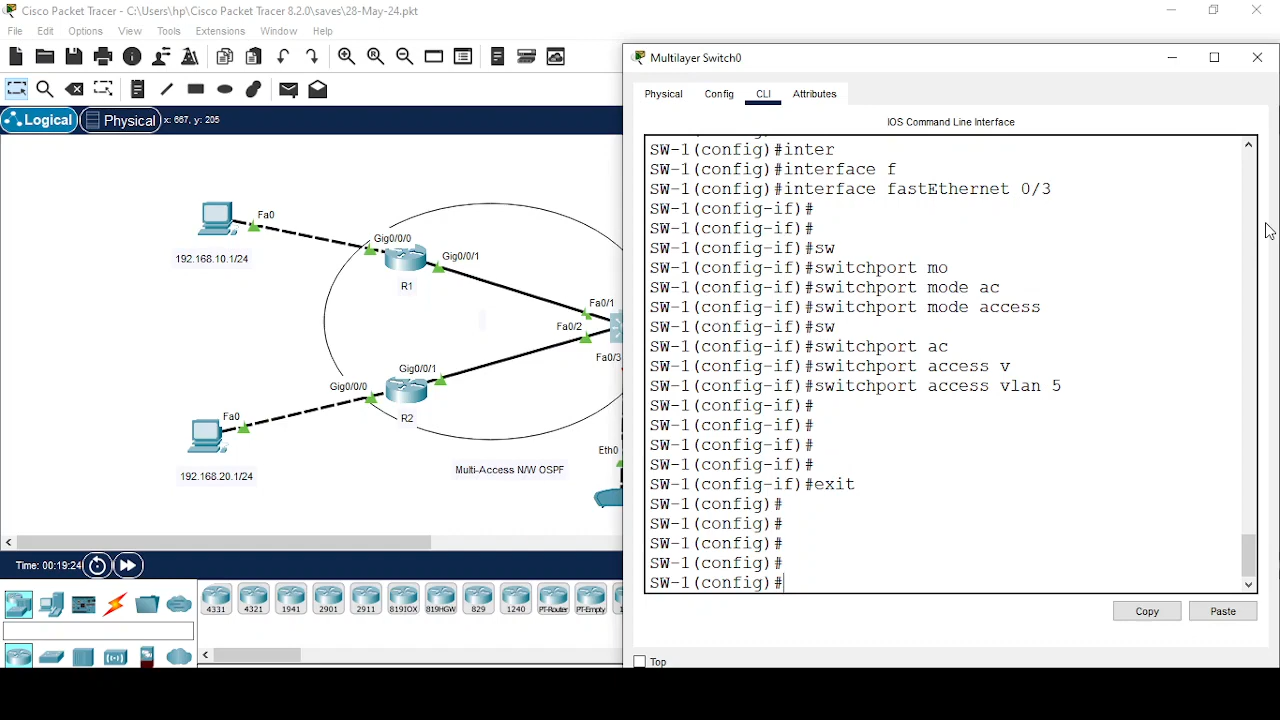 Cisco Packet Tracer - C:\Users\hp\Cisco Packet Tracer 8.2.0\saves\28-May-24.pkt
File Edit Options View Tools Extensions Window Help
Logical Physical x: 667, y: 205
Fa0
192.168.10.1/24
Gig0/0/0
Gig0/0/1
R1
Fa0/1
Fa0/2
Fa0/3
Gig0/0/1
Gig0/0/0
R2
Fa0
192.168.20.1/24
Eth0
Multi-Access N/W OSPF
Time: 00:19:24
4331 4321 1941 2901 2911 819IOX 819HGW 829 1240 PT-Router PT-Empty
Multilayer Switch0
Physical Config CLI Attributes
IOS Command Line Interface
SW-1(config)#inter
SW-1(config)#interface f
SW-1(config)#interface fastEthernet 0/3
SW-1(config-if)#
SW-1(config-if)#
SW-1(config-if)#sw
SW-1(config-if)#switchport mo
SW-1(config-if)#switchport mode ac
SW-1(config-if)#switchport mode access
SW-1(config-if)#sw
SW-1(config-if)#switchport ac
SW-1(config-if)#switchport access v
SW-1(config-if)#switchport access vlan 5
SW-1(config-if)#
SW-1(config-if)#
SW-1(config-if)#
SW-1(config-if)#
SW-1(config-if)#exit
SW-1(config)#
SW-1(config)#
SW-1(config)#
SW-1(config)#
SW-1(config)#
Copy Paste
Top